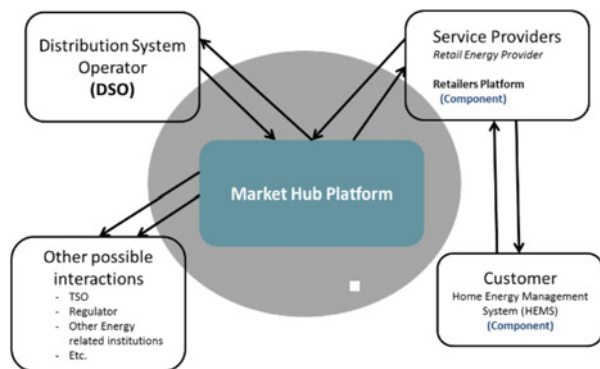 Distribution System
Operator
(DSO)
Service Providers
Retail Energy Provider
Retailers Platform
(Component)
Market Hub Platform
Other possible
interactions
- TSO
- Regulator
- Other Energy
related institutions
- Etc.
Customer
Home Energy Management
System (HEMS)
(Component)